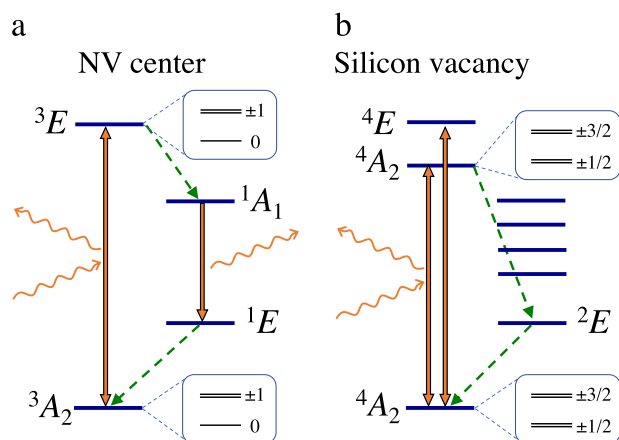 a
NV center
³E
±1
0
¹A₁
¹E
³A₂
±1
0
b
Silicon vacancy
⁴E
⁴A₂
±3/2
±1/2
²E
⁴A₂
±3/2
±1/2